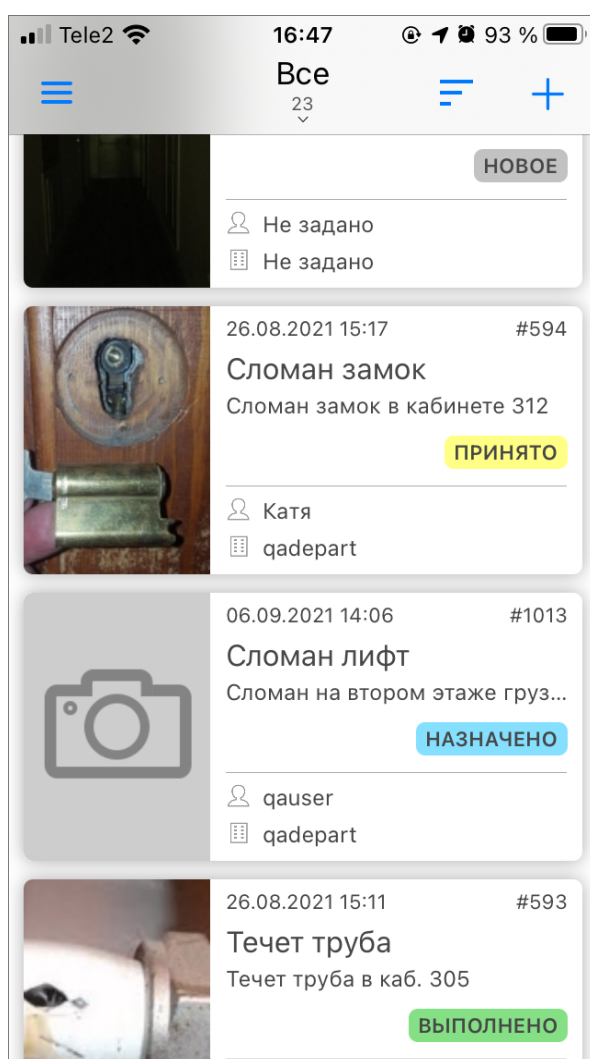 Tele2 16:47 93 %
Все
23
НОВОЕ
Не задано
Не задано
26.08.2021 15:17 #594
Сломан замок
Сломан замок в кабинете 312
ПРИНЯТО
Катя
qadepart
06.09.2021 14:06 #1013
Сломан лифт
Сломан на втором этаже груз...
НАЗНАЧЕНО
qauser
qadepart
26.08.2021 15:11 #593
Течет труба
Течет труба в каб. 305
ВЫПОЛНЕНО